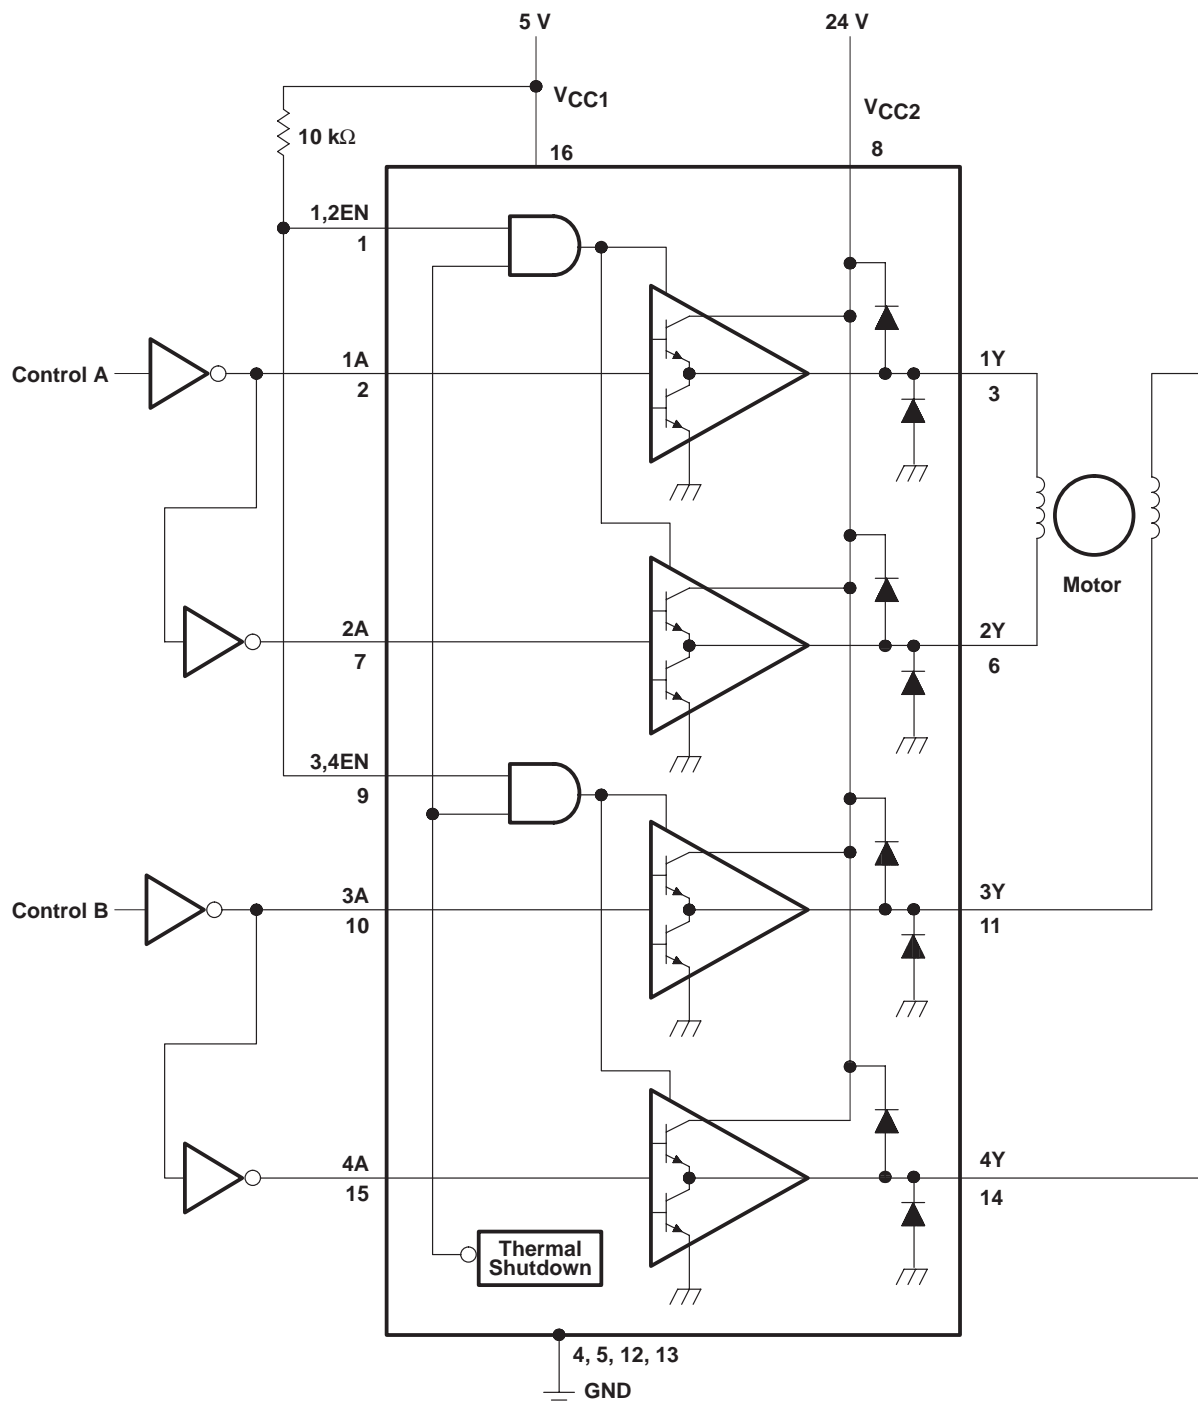 5 V
24 V
VCC1
VCC2
10 kΩ
16
8
1,2EN
1
Control A
1A
2
1Y
3
Motor
2A
7
2Y
6
3,4EN
9
Control B
3A
10
3Y
11
4A
15
4Y
14
Thermal
Shutdown
4, 5, 12, 13
GND